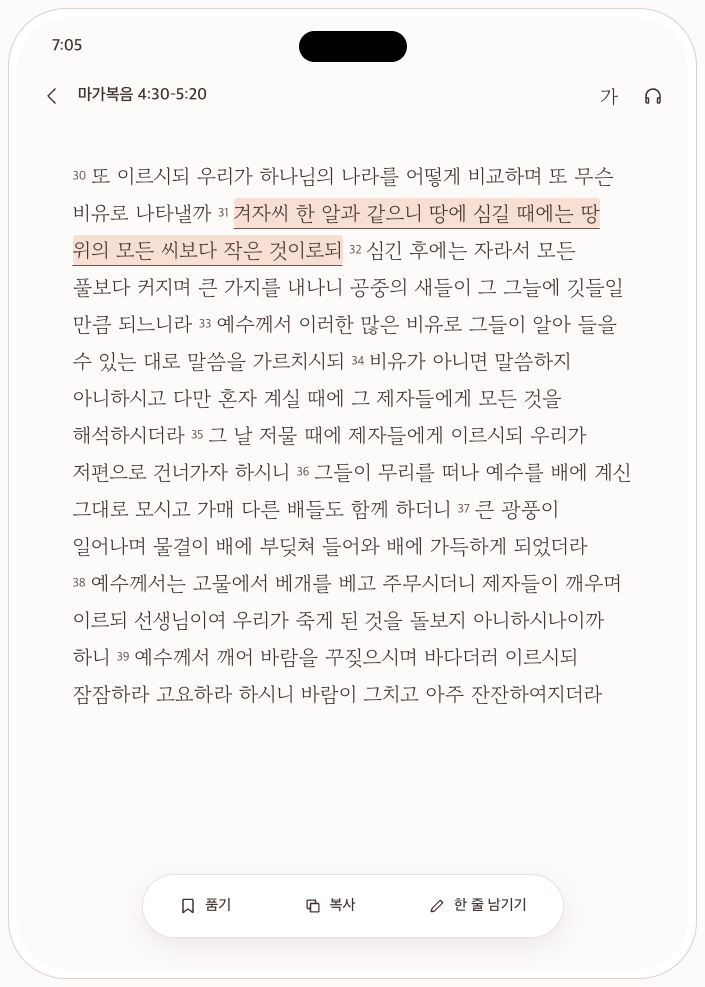 7:05
마가복음 4:30-5:20
가
30 또 이르시되 우리가 하나님의 나라를 어떻게 비교하며 또 무슨
비유로 나타낼까 31 겨자씨 한 알과 같으니 땅에 심길 때에는 땅
위의 모든 씨보다 작은 것이로되 32 심긴 후에는 자라서 모든
풀보다 커지며 큰 가지를 내나니 공중의 새들이 그 그늘에 깃들일
만큼 되느니라 33 예수께서 이러한 많은 비유로 그들이 알아 들을
수 있는 대로 말씀을 가르치시되 34 비유가 아니면 말씀하지
아니하시고 다만 혼자 계실 때에 그 제자들에게 모든 것을
해석하시더라 35 그 날 저물 때에 제자들에게 이르시되 우리가
저편으로 건너가자 하시니 36 그들이 무리를 떠나 예수를 배에 계신
그대로 모시고 가매 다른 배들도 함께 하더니 37 큰 광풍이
일어나며 물결이 배에 부딪쳐 들어와 배에 가득하게 되었더라
38 예수께서는 고물에서 베개를 베고 주무시더니 제자들이 깨우며
이르되 선생님이여 우리가 죽게 된 것을 돌보지 아니하시나이까
하니 39 예수께서 깨어 바람을 꾸짖으시며 바다더러 이르시되
잠잠하라 고요하라 하시니 바람이 그치고 아주 잔잔하여지더라
품기 복사 한 줄 남기기